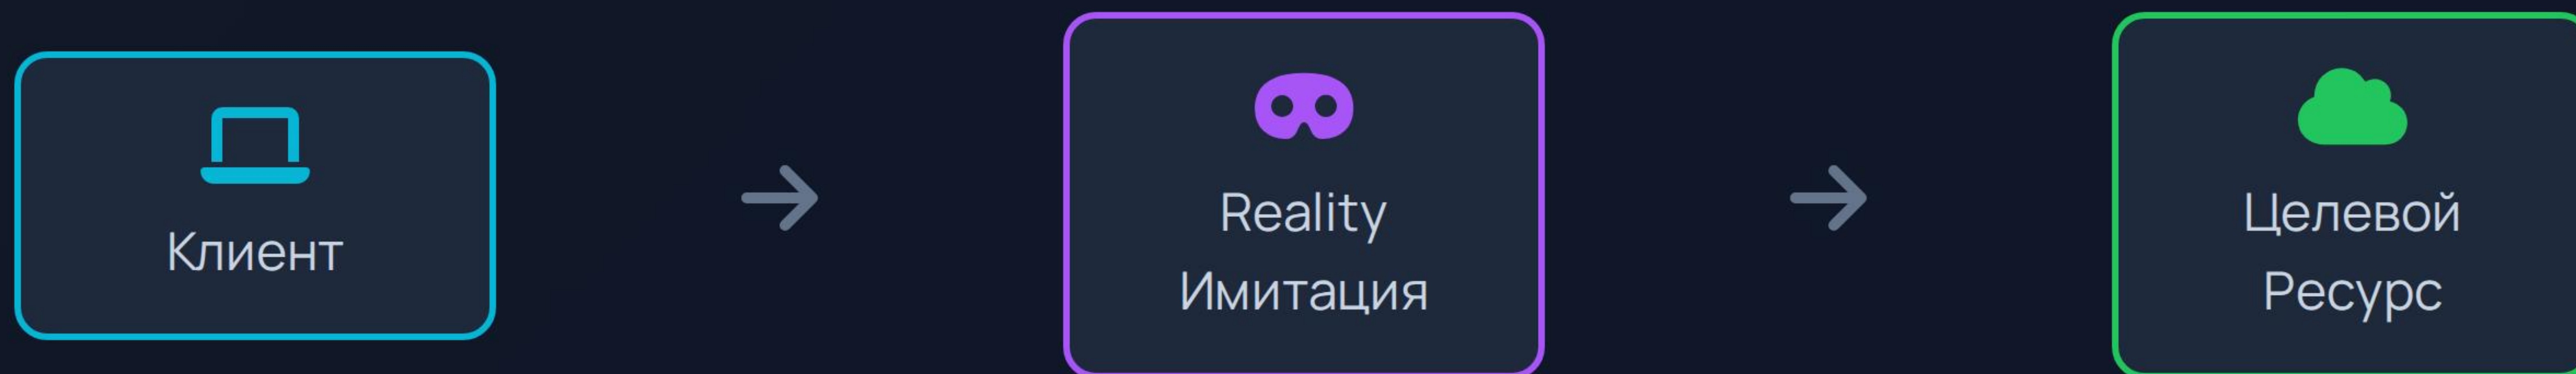 Клиент
Reality
Имитация
Целевой
Ресурс